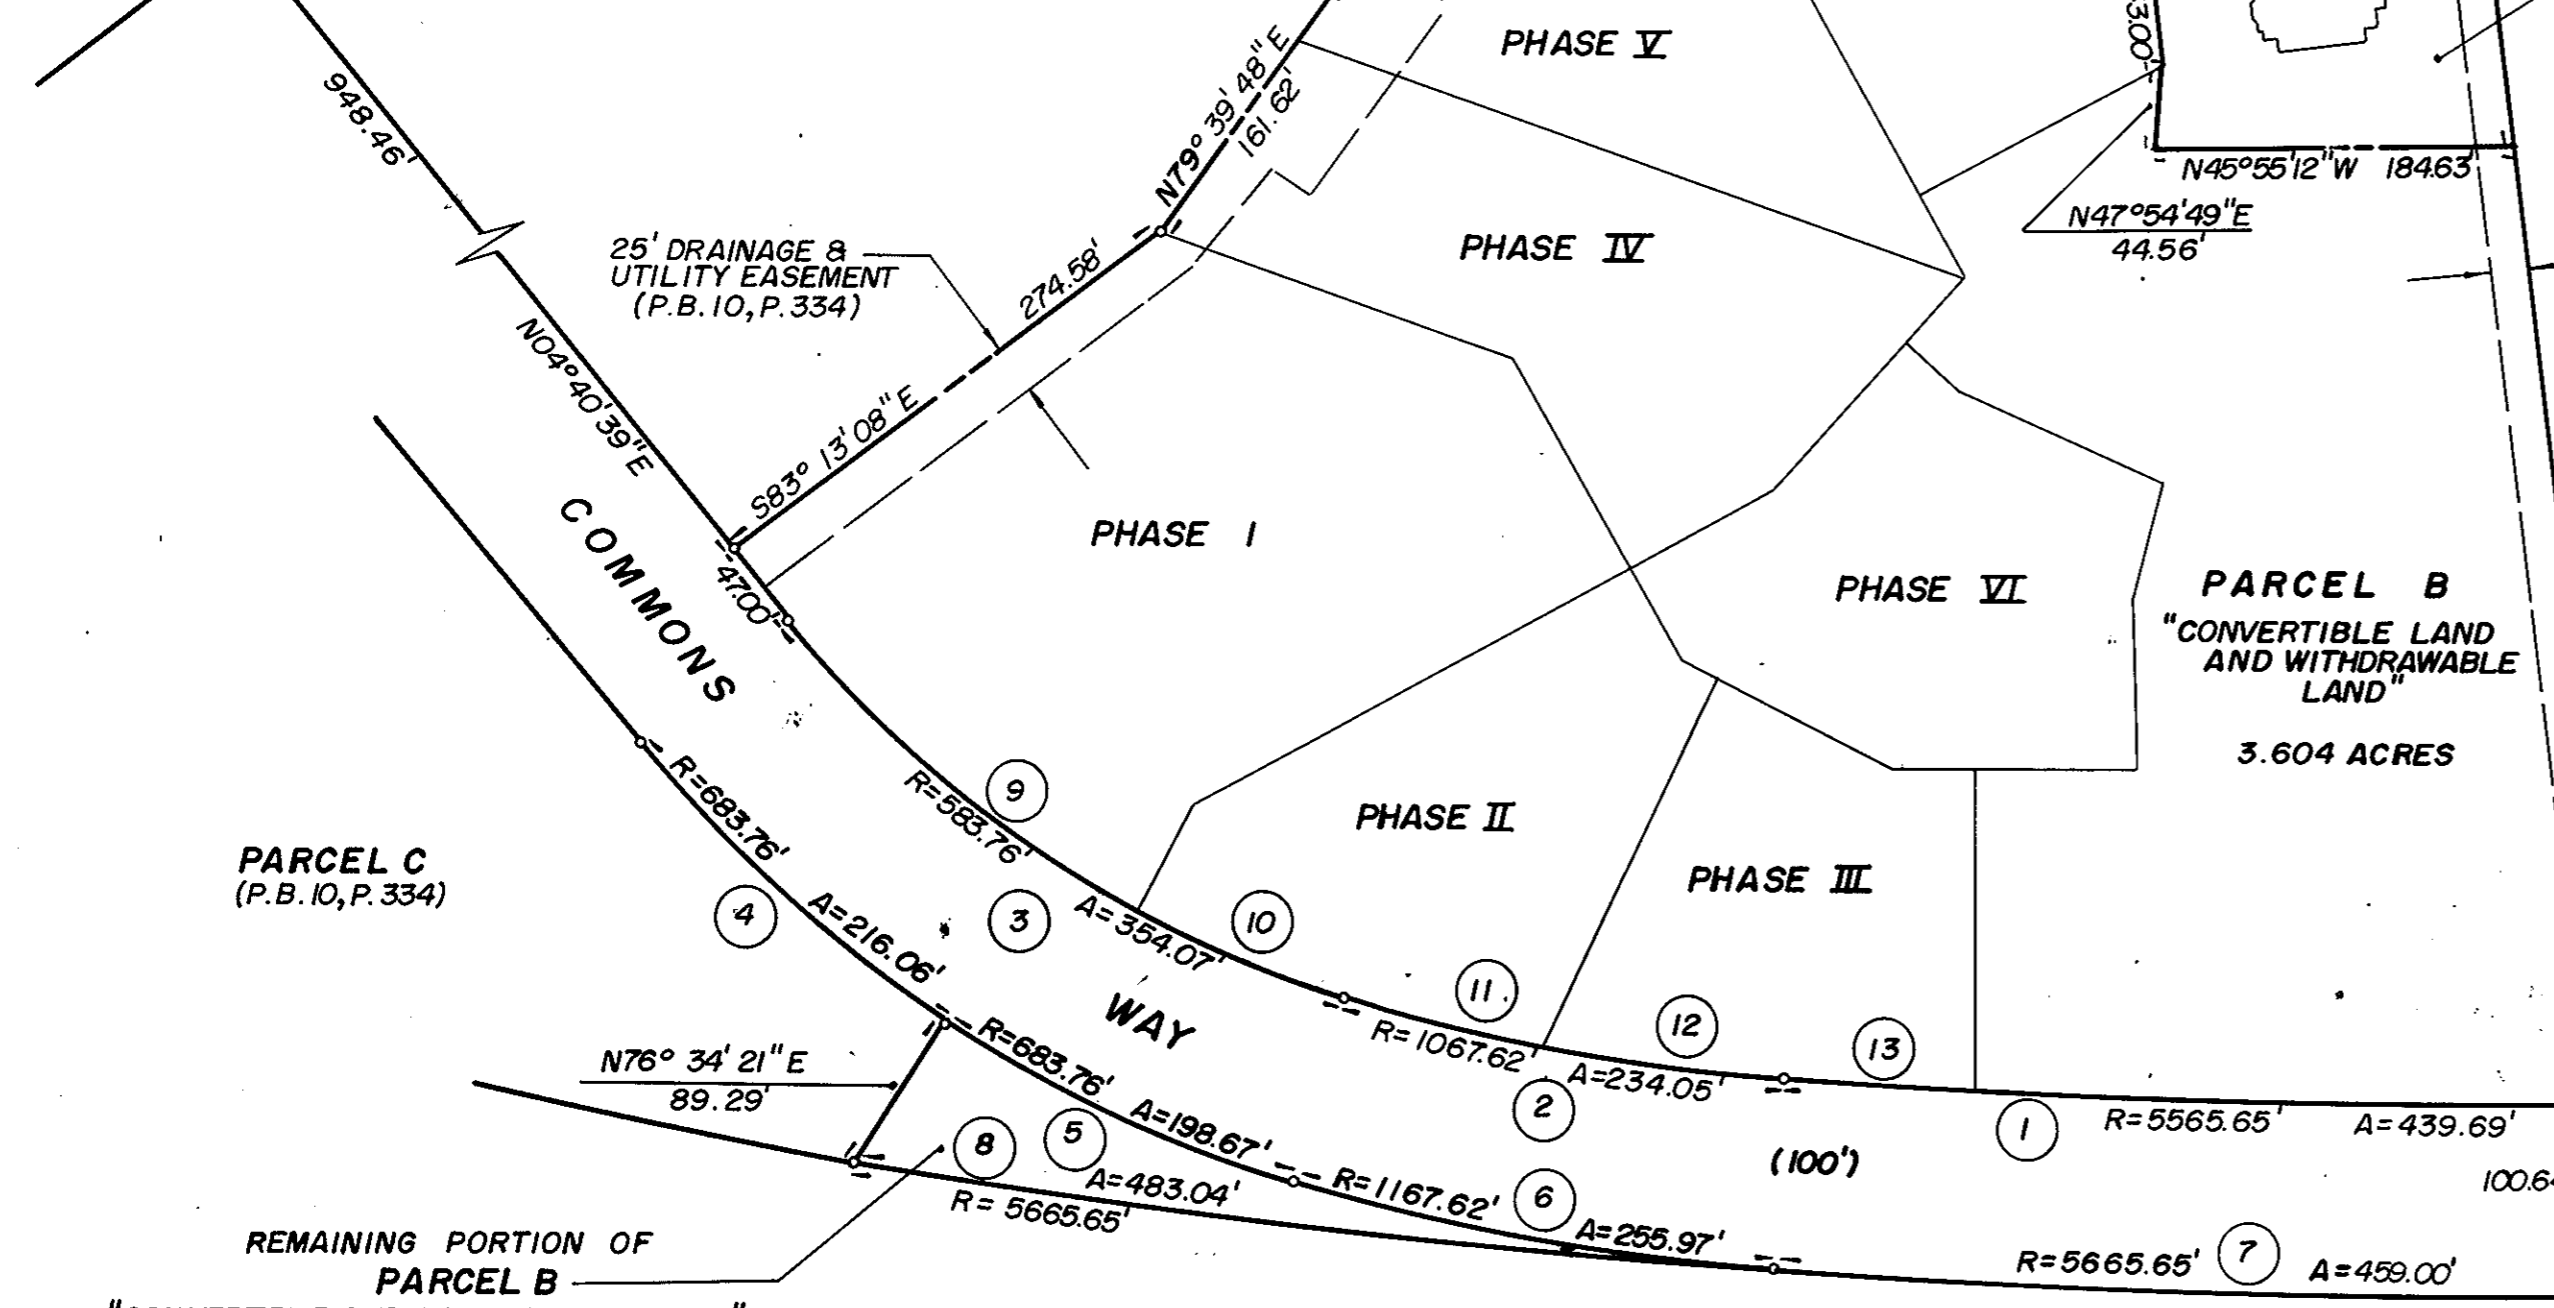 PHASE V
3.00'
948.46'
N79° 39' 48" E
161.62'
N45°55'12"W 184.63'
N47°54'49"E
44.56'
25' DRAINAGE &
UTILITY EASEMENT
(P.B. 10, P. 334)
274.58'
PHASE IV
N04°40'39"E
S83° 13' 08" E
COMMONS
47.00'
PHASE I
PHASE VI
PARCEL B
"CONVERTIBLE LAND
AND WITHDRAWABLE
LAND"
3.604 ACRES
R=683.76'
9
R=583.76'
PHASE II
PARCEL C
(P.B. 10, P. 334)
4
A=216.06'
3
A=354.07'
10
PHASE III
11.
WAY
R=1067.62'
12
13
N76° 34' 21" E
89.29'
R=683.76'
A=198.67'
A=234.05'
2
1
R=5565.65'
A=439.69'
8
5
(100')
100.64
A=483.04'
R= 5665.65'
R=1167.62'
6
A=255.97'
REMAINING PORTION OF
PARCEL B
R=5665.65'
7
A=459.00'